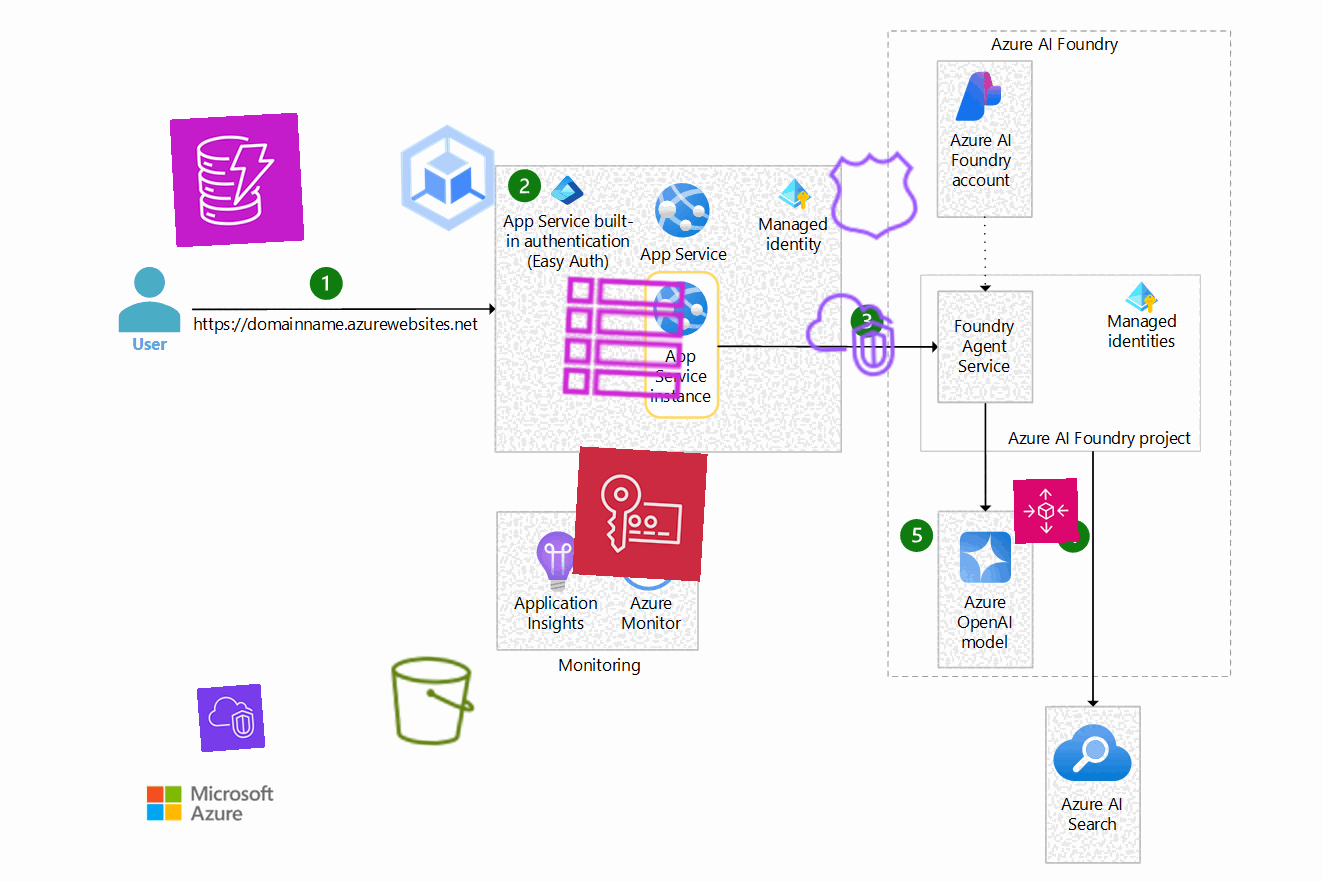 Azure AI Foundry
Azure AI
Foundry
account
2
App Service built-
in authentication
(Easy Auth)
App Service
Managed
identity
1
https://domainname.azurewebsites.net
User
App
Service
instance
3
Foundry
Agent
Service
Managed
identities
Azure AI Foundry project
5
Azure
OpenAI
model
Application
Insights
Azure
Monitor
Monitoring
Azure AI
Search
Microsoft
Azure